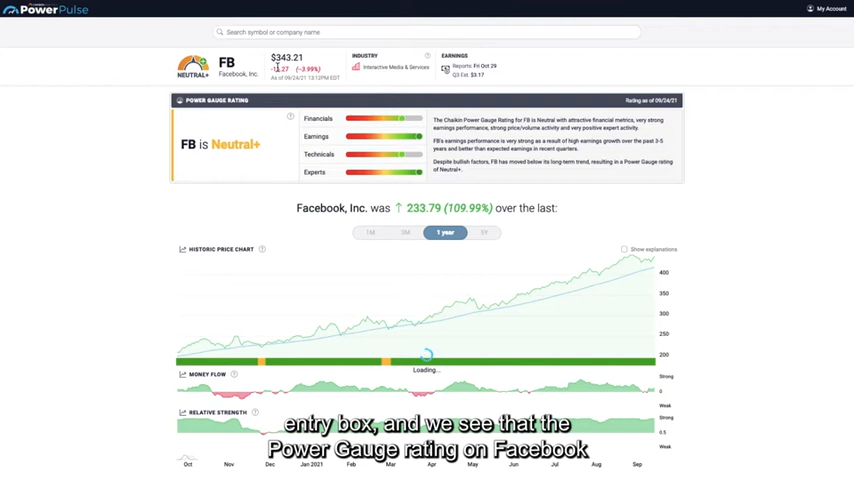 PowerPulse
My Account
Search symbol or company name
NEUTRAL+
FB
Facebook, Inc.
$343.21
(-3.99%)
As of 09/24/21 13:12PM EDT
INDUSTRY
Interactive Media & Services
EARNINGS
Reports: Fri Oct 29
Q3 Est. $3.17
POWER GAUGE RATING
Rating as of 09/24/21
FB is Neutral+
Financials
Earnings
Technicals
Experts
The Chaikin Power Gauge Rating for FB is Neutral+ with attractive financial metrics, very strong
earnings performance, strong price/volume activity and very positive expert activity.
FB's earnings performance is very strong as a result of high earnings growth over the past 3-5
years and better than expected earnings in recent quarters.
Despite bullish factors, FB has moved below its long-term trend, resulting in a Power Gauge rating
of Neutral+.
Facebook, Inc. was ↑ 233.79 (109.99%) over the last:
1M 3M 1 year 5Y
HISTORIC PRICE CHART
Show explanations
400
350
300
250
200
Loading...
MONEY FLOW
Strong
0
Weak
RELATIVE STRENGTH
Strong
0.5
Weak
entry box, and we see that the
Power Gauge rating on Facebook
Oct Nov Dec Jan 2021 Feb Mar Apr May Jun Jul Aug Sep